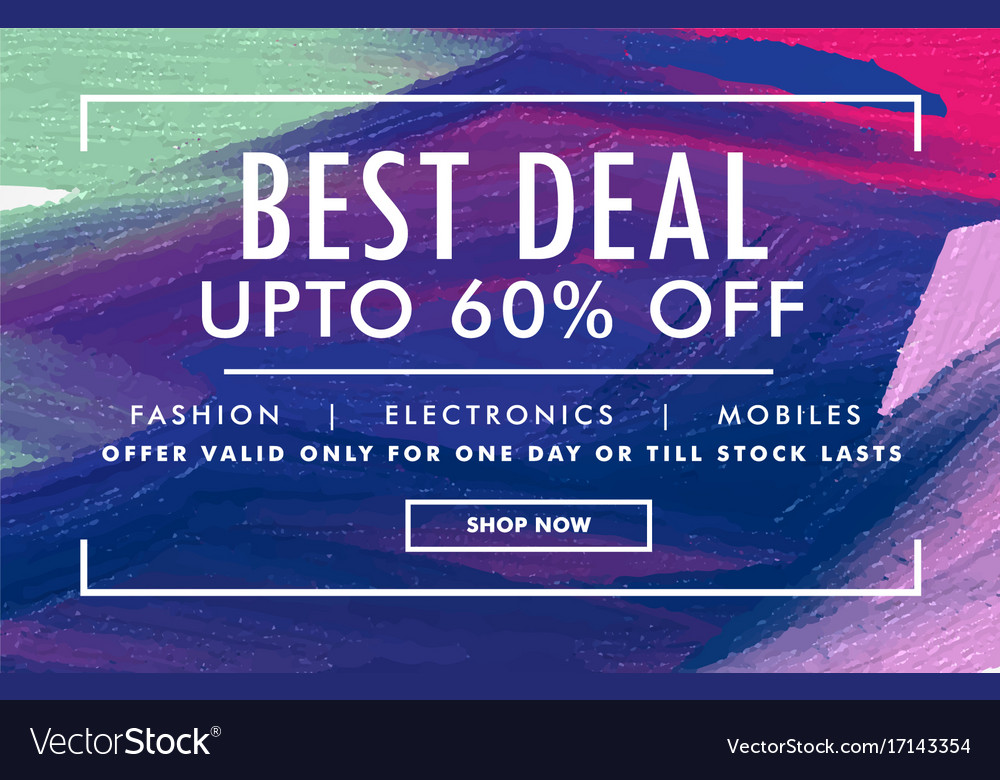 BEST DEAL
UPTO 60% OFF
FASHION | ELECTRONICS | MOBILES
OFFER VALID ONLY FOR ONE DAY OR TILL STOCK LASTS
SHOP NOW
VectorStock®
VectorStock.com/17143354